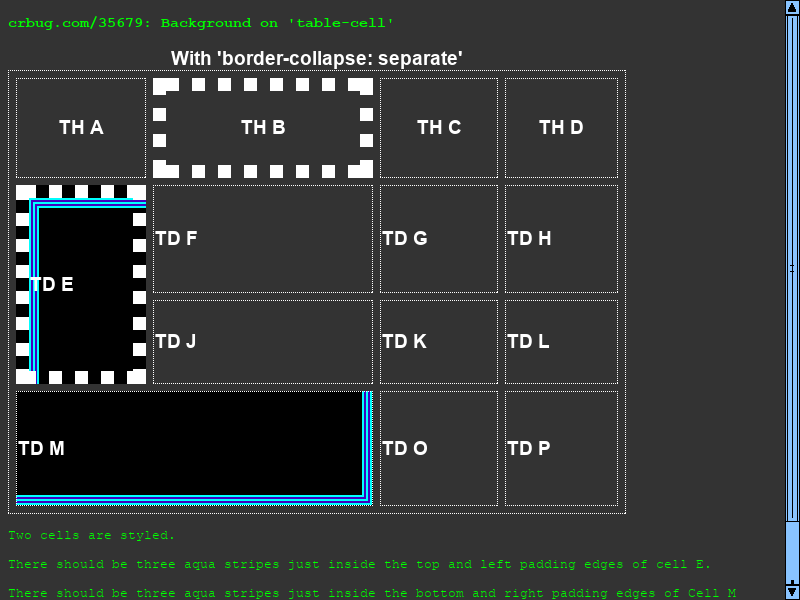 crbug.com/35679: Background on 'table-cell'
With 'border-collapse: separate'
TH A TH B TH C TH D
TD E TD F TD G TD H
TD J TD K TD L
TD M TD O TD P
Two cells are styled.
There should be three aqua stripes just inside the top and left padding edges of cell E.
There should be three aqua stripes just inside the bottom and right padding edges of Cell M